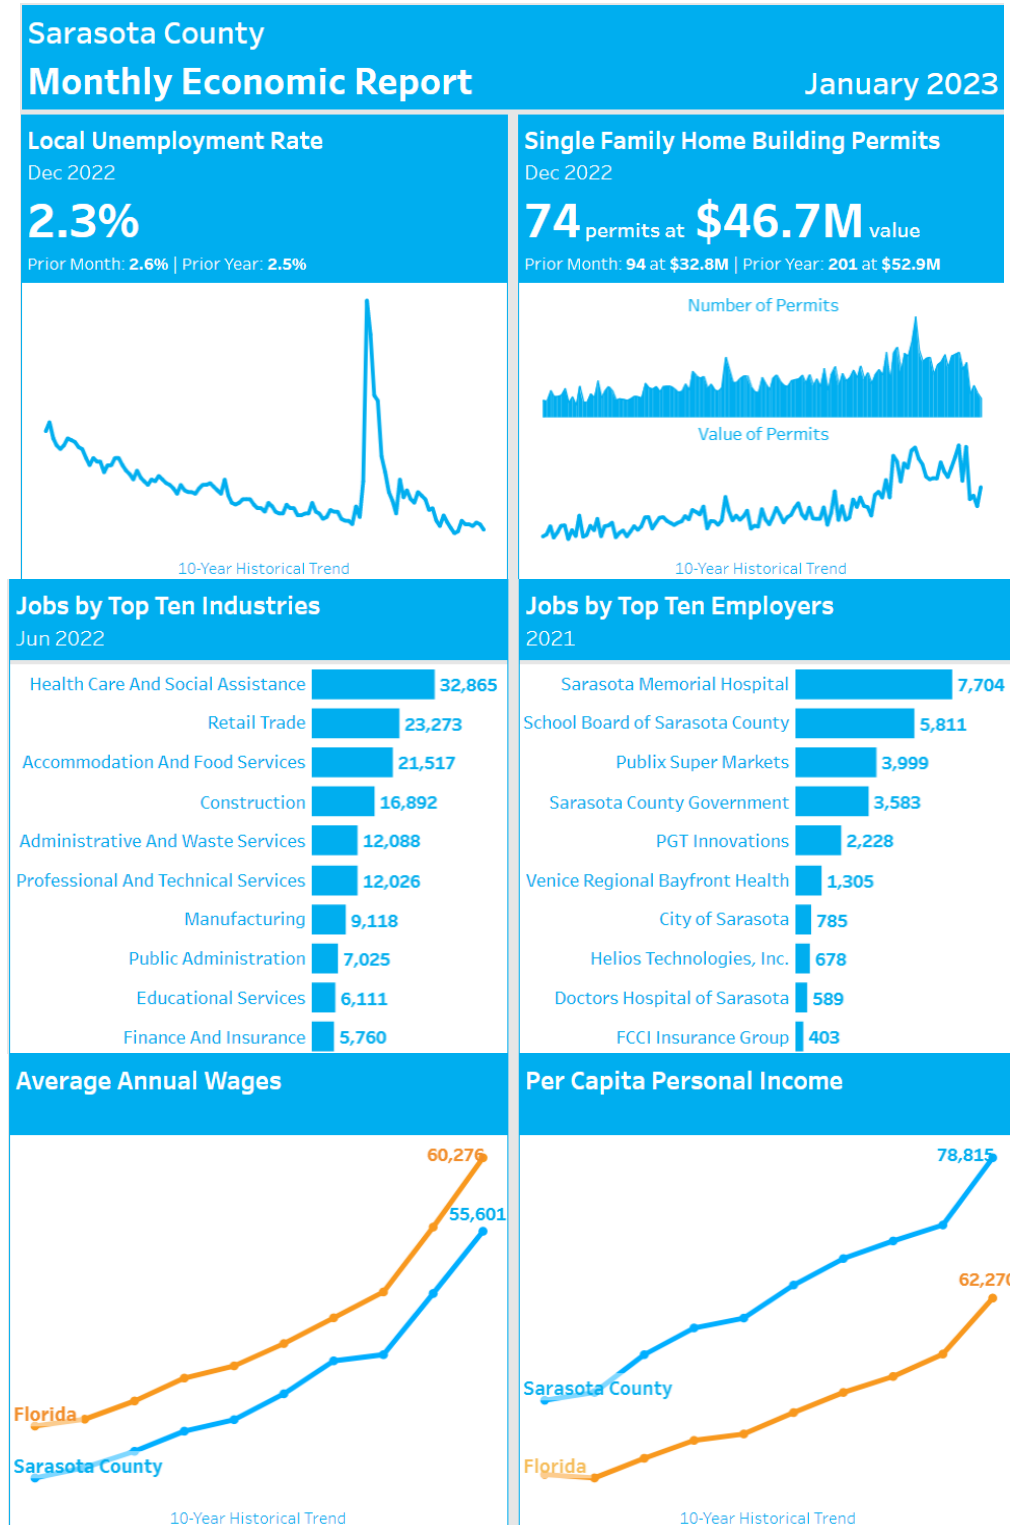 Sarasota County
Monthly Economic Report
January 2023
Local Unemployment Rate
Dec 2022
2.3%
Prior Month: 2.6% | Prior Year: 2.5%
10-Year Historical Trend
Single Family Home Building Permits
Dec 2022
74 permits at $46.7M value
Prior Month: 94 at $32.8M | Prior Year: 201 at $52.9M
Number of Permits
Value of Permits
10-Year Historical Trend
Jobs by Top Ten Industries
Jun 2022
Health Care And Social Assistance 32,865
Retail Trade 23,273
Accommodation And Food Services 21,517
Construction 16,892
Administrative And Waste Services 12,088
Professional And Technical Services 12,026
Manufacturing 9,118
Public Administration 7,025
Educational Services 6,111
Finance And Insurance 5,760
Jobs by Top Ten Employers
2021
Sarasota Memorial Hospital 7,704
School Board of Sarasota County 5,811
Publix Super Markets 3,999
Sarasota County Government 3,583
PGT Innovations 2,228
Venice Regional Bayfront Health 1,305
City of Sarasota 785
Helios Technologies, Inc. 678
Doctors Hospital of Sarasota 589
FCCI Insurance Group 403
Average Annual Wages
60,276
55,601
Florida
Sarasota County
10-Year Historical Trend
Per Capita Personal Income
78,815
62,270
Sarasota County
Florida
10-Year Historical Trend